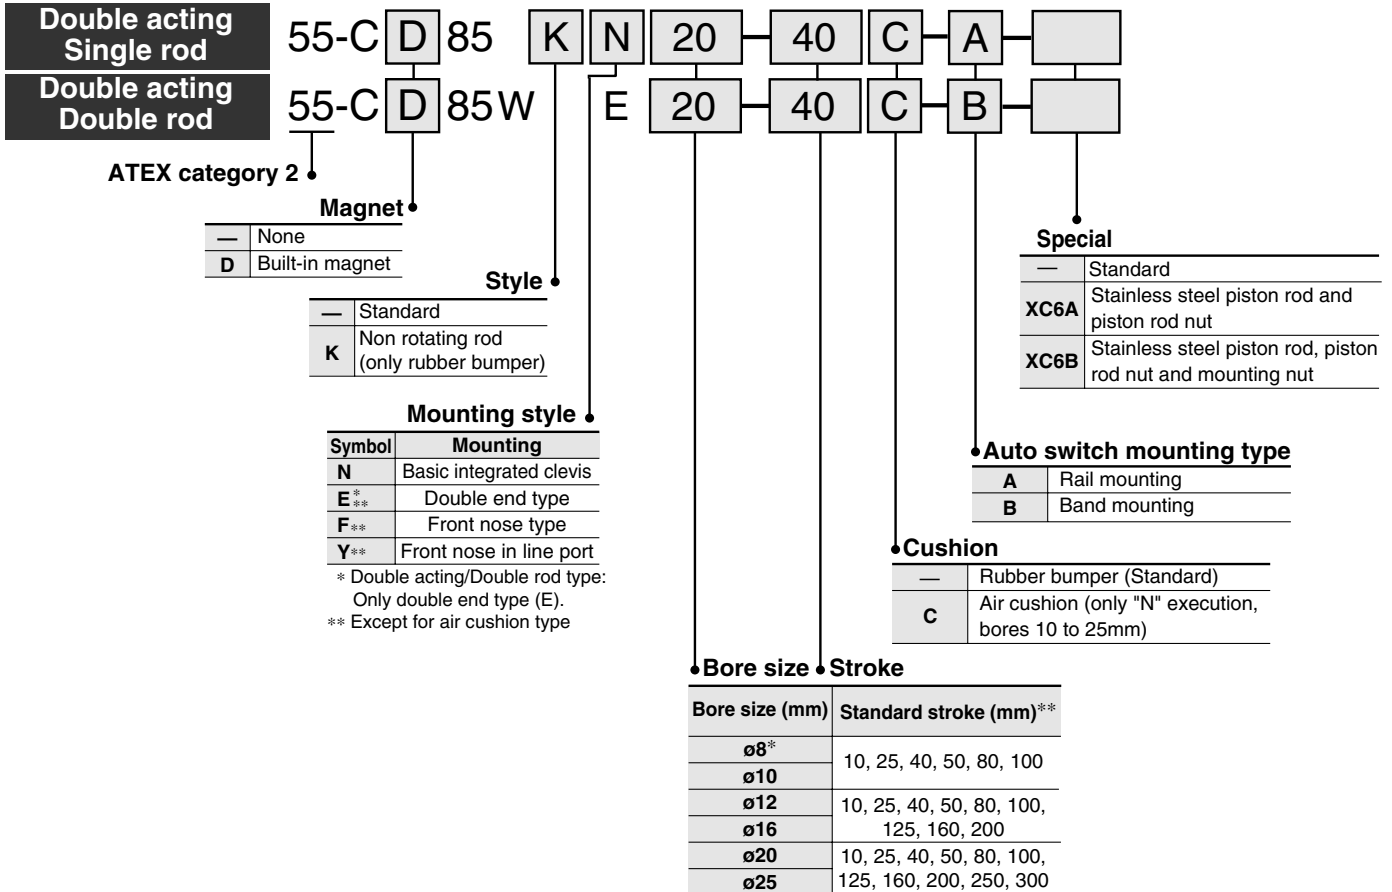 Double acting
Single rod
55-C D 85 K N 20 - 40 C - A -
Double acting
Double rod
55-C D 85W E 20 - 40 C - B -
ATEX category 2
Magnet
— None
D Built-in magnet
Style
— Standard
K Non rotating rod
(only rubber bumper)
Mounting style
Symbol Mounting
N Basic integrated clevis
E*** Double end type
F** Front nose type
Y** Front nose in line port
* Double acting/Double rod type:
Only double end type (E).
** Except for air cushion type
Special
— Standard
XC6A Stainless steel piston rod and
piston rod nut
XC6B Stainless steel piston rod, piston
rod nut and mounting nut
Auto switch mounting type
A Rail mounting
B Band mounting
Cushion
— Rubber bumper (Standard)
C Air cushion (only "N" execution,
bores 10 to 25mm)
Bore size Stroke
Bore size (mm) Standard stroke (mm)**
ø8*
ø10
10, 25, 40, 50, 80, 100
ø12
ø16
10, 25, 40, 50, 80, 100,
125, 160, 200
ø20
ø25
10, 25, 40, 50, 80, 100,
125, 160, 200, 250, 300